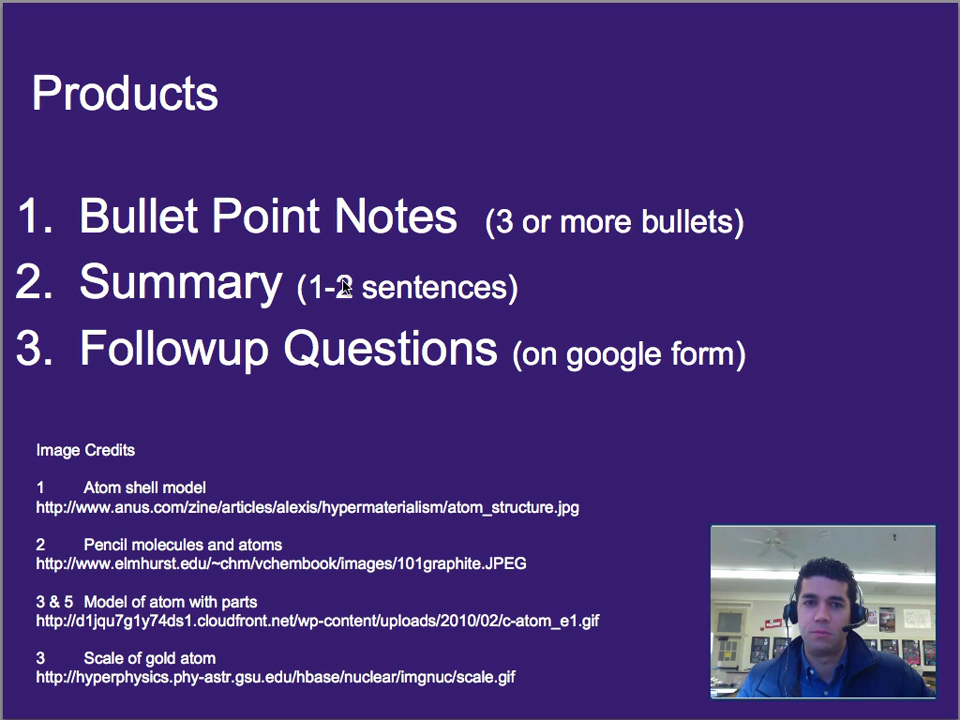 Products
1. Bullet Point Notes (3 or more bullets)
2. Summary (1-2 sentences)
3. Followup Questions (on google form)
Image Credits
1 Atom shell model
http://www.anus.com/zine/articles/alexis/hypermaterialism/atom_structure.jpg
2 Pencil molecules and atoms
http://www.elmhurst.edu/~chm/vchembook/images/101graphite.JPEG
3 & 5 Model of atom with parts
http://d1jqu7g1y74ds1.cloudfront.net/wp-content/uploads/2010/02/c-atom_e1.gif
3 Scale of gold atom
http://hyperphysics.phy-astr.gsu.edu/hbase/nuclear/imgnuc/scale.gif